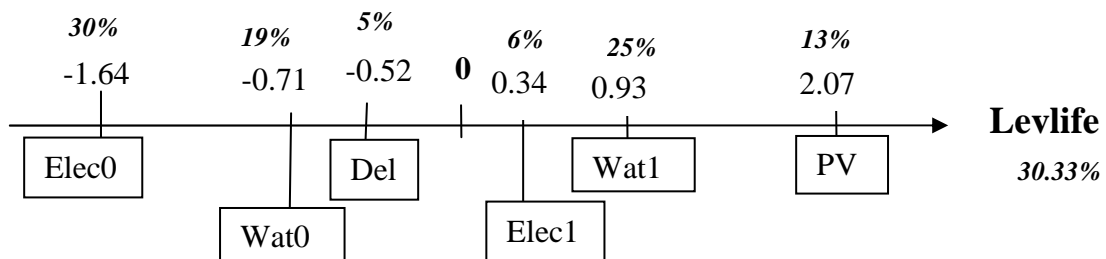 30% 19% 5% 6% 25% 13%
-1.64 -0.71 -0.52 0 0.34 0.93 2.07
Levlife
Elec0 Del Wat1 PV 30.33%
Wat0 Elec1